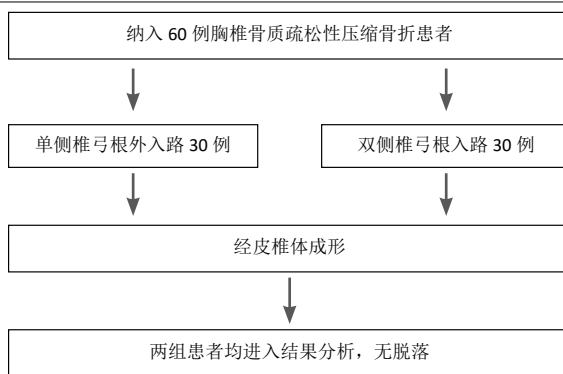 纳入 60 例胸椎骨质疏松性压缩骨折患者
单侧椎弓根外入路 30 例
双侧椎弓根入路 30 例
经皮椎体成形
两组患者均进入结果分析，无脱落